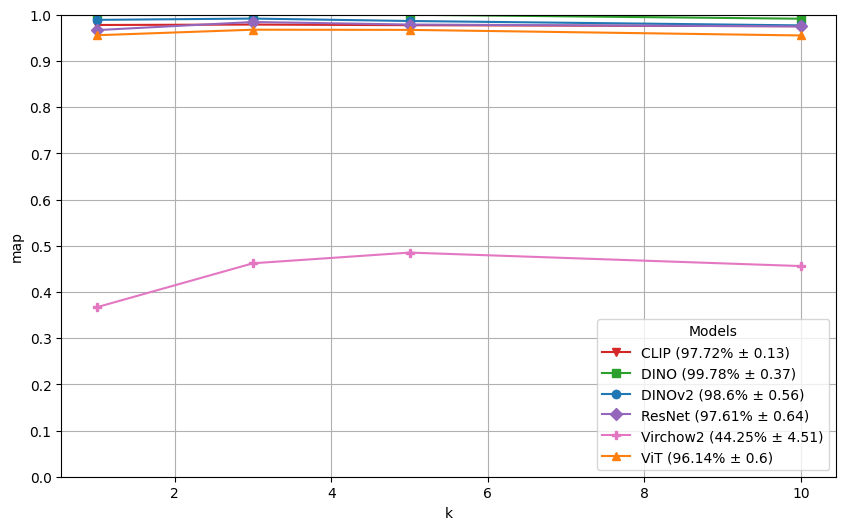 1.0
0.9
0.8
0.7
0.6
0.5
0.4
0.3
0.2
0.1
0.0
map
2
4
6
8
10
k
Models
CLIP (97.72% ± 0.13)
DINO (99.78% ± 0.37)
DINOv2 (98.6% ± 0.56)
ResNet (97.61% ± 0.64)
Virchow2 (44.25% ± 4.51)
ViT (96.14% ± 0.6)